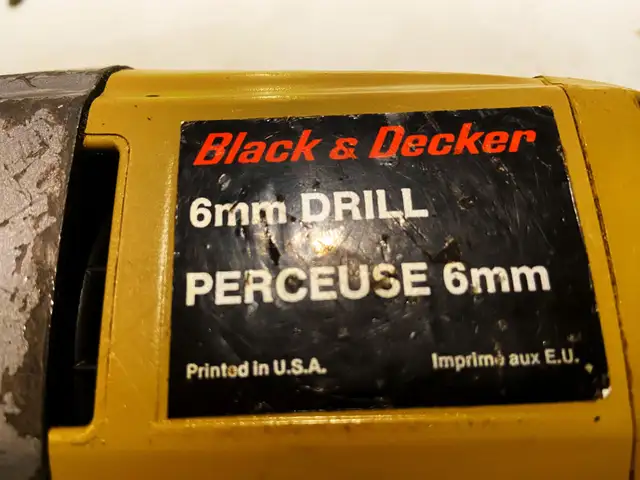 Black & Decker
6mm DRILL
PERCEUSE 6mm
Printed in U.S.A.
Imprimé aux E.U.